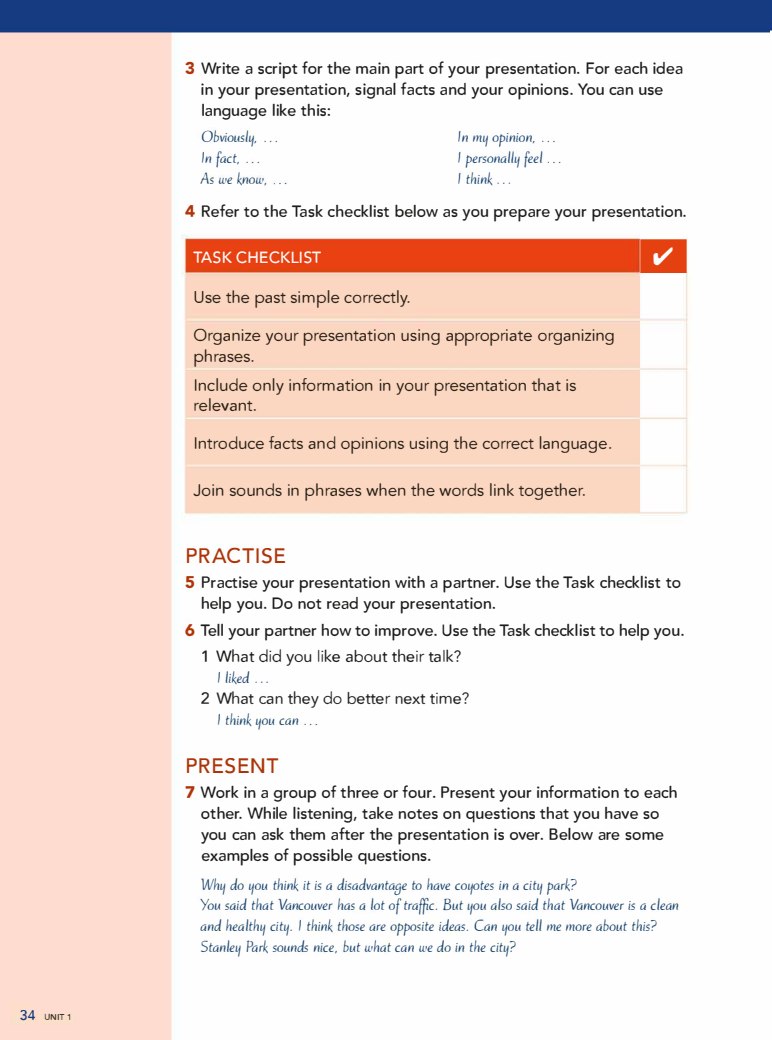 3 Write a script for the main part of your presentation. For each idea
in your presentation, signal facts and your opinions. You can use
language like this:
Obviously, ... In my opinion, ...
In fact, ... I personally feel ...
As we know, ... I think ...
4 Refer to the Task checklist below as you prepare your presentation.
TASK CHECKLIST ✔
Use the past simple correctly.
Organize your presentation using appropriate organizing
phrases.
Include only information in your presentation that is
relevant.
Introduce facts and opinions using the correct language.
Join sounds in phrases when the words link together.
PRACTISE
5 Practise your presentation with a partner. Use the Task checklist to
help you. Do not read your presentation.
6 Tell your partner how to improve. Use the Task checklist to help you.
1 What did you like about their talk?
I liked ...
2 What can they do better next time?
I think you can ...
PRESENT
7 Work in a group of three or four. Present your information to each
other. While listening, take notes on questions that you have so
you can ask them after the presentation is over. Below are some
examples of possible questions.
Why do you think it is a disadvantage to have coyotes in a city park?
You said that Vancouver has a lot of traffic. But you also said that Vancouver is a clean
and healthy city. I think those are opposite ideas. Can you tell me more about this?
Stanley Park sounds nice, but what can we do in the city?
34 UNIT 1